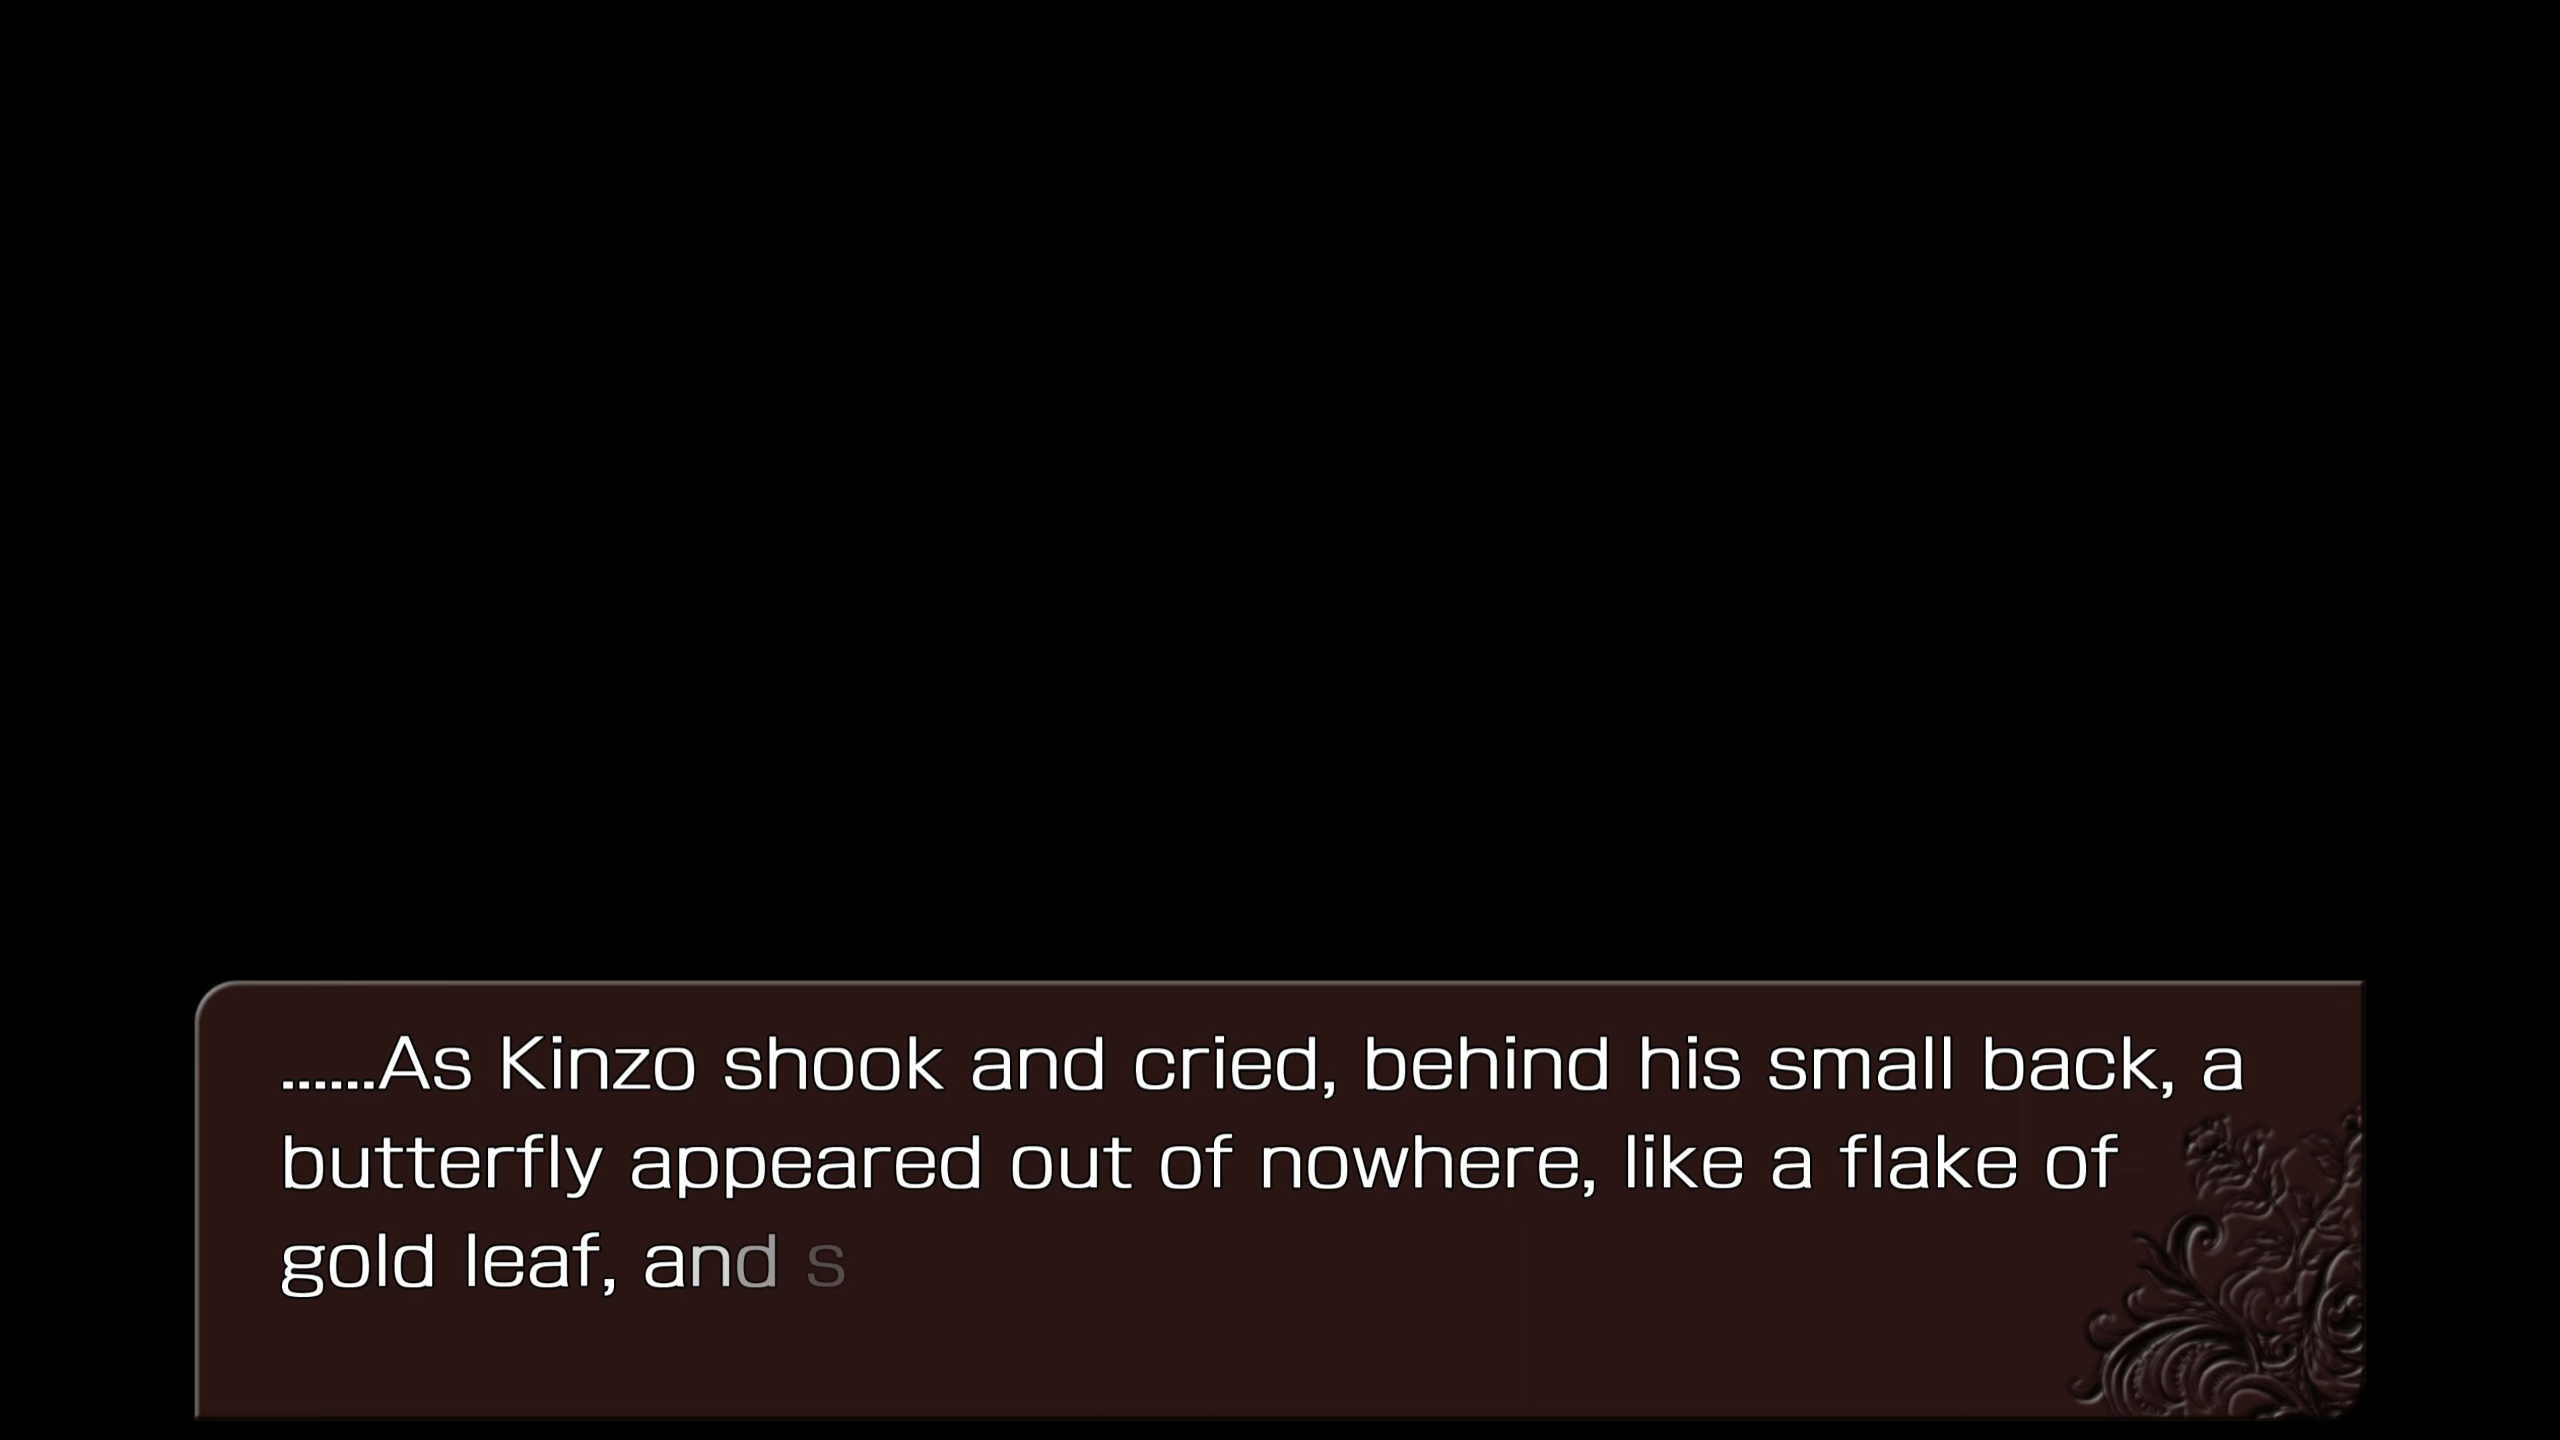 ......As Kinzo shook and cried, behind his small back, a
butterfly appeared out of nowhere, like a flake of
gold leaf, and s